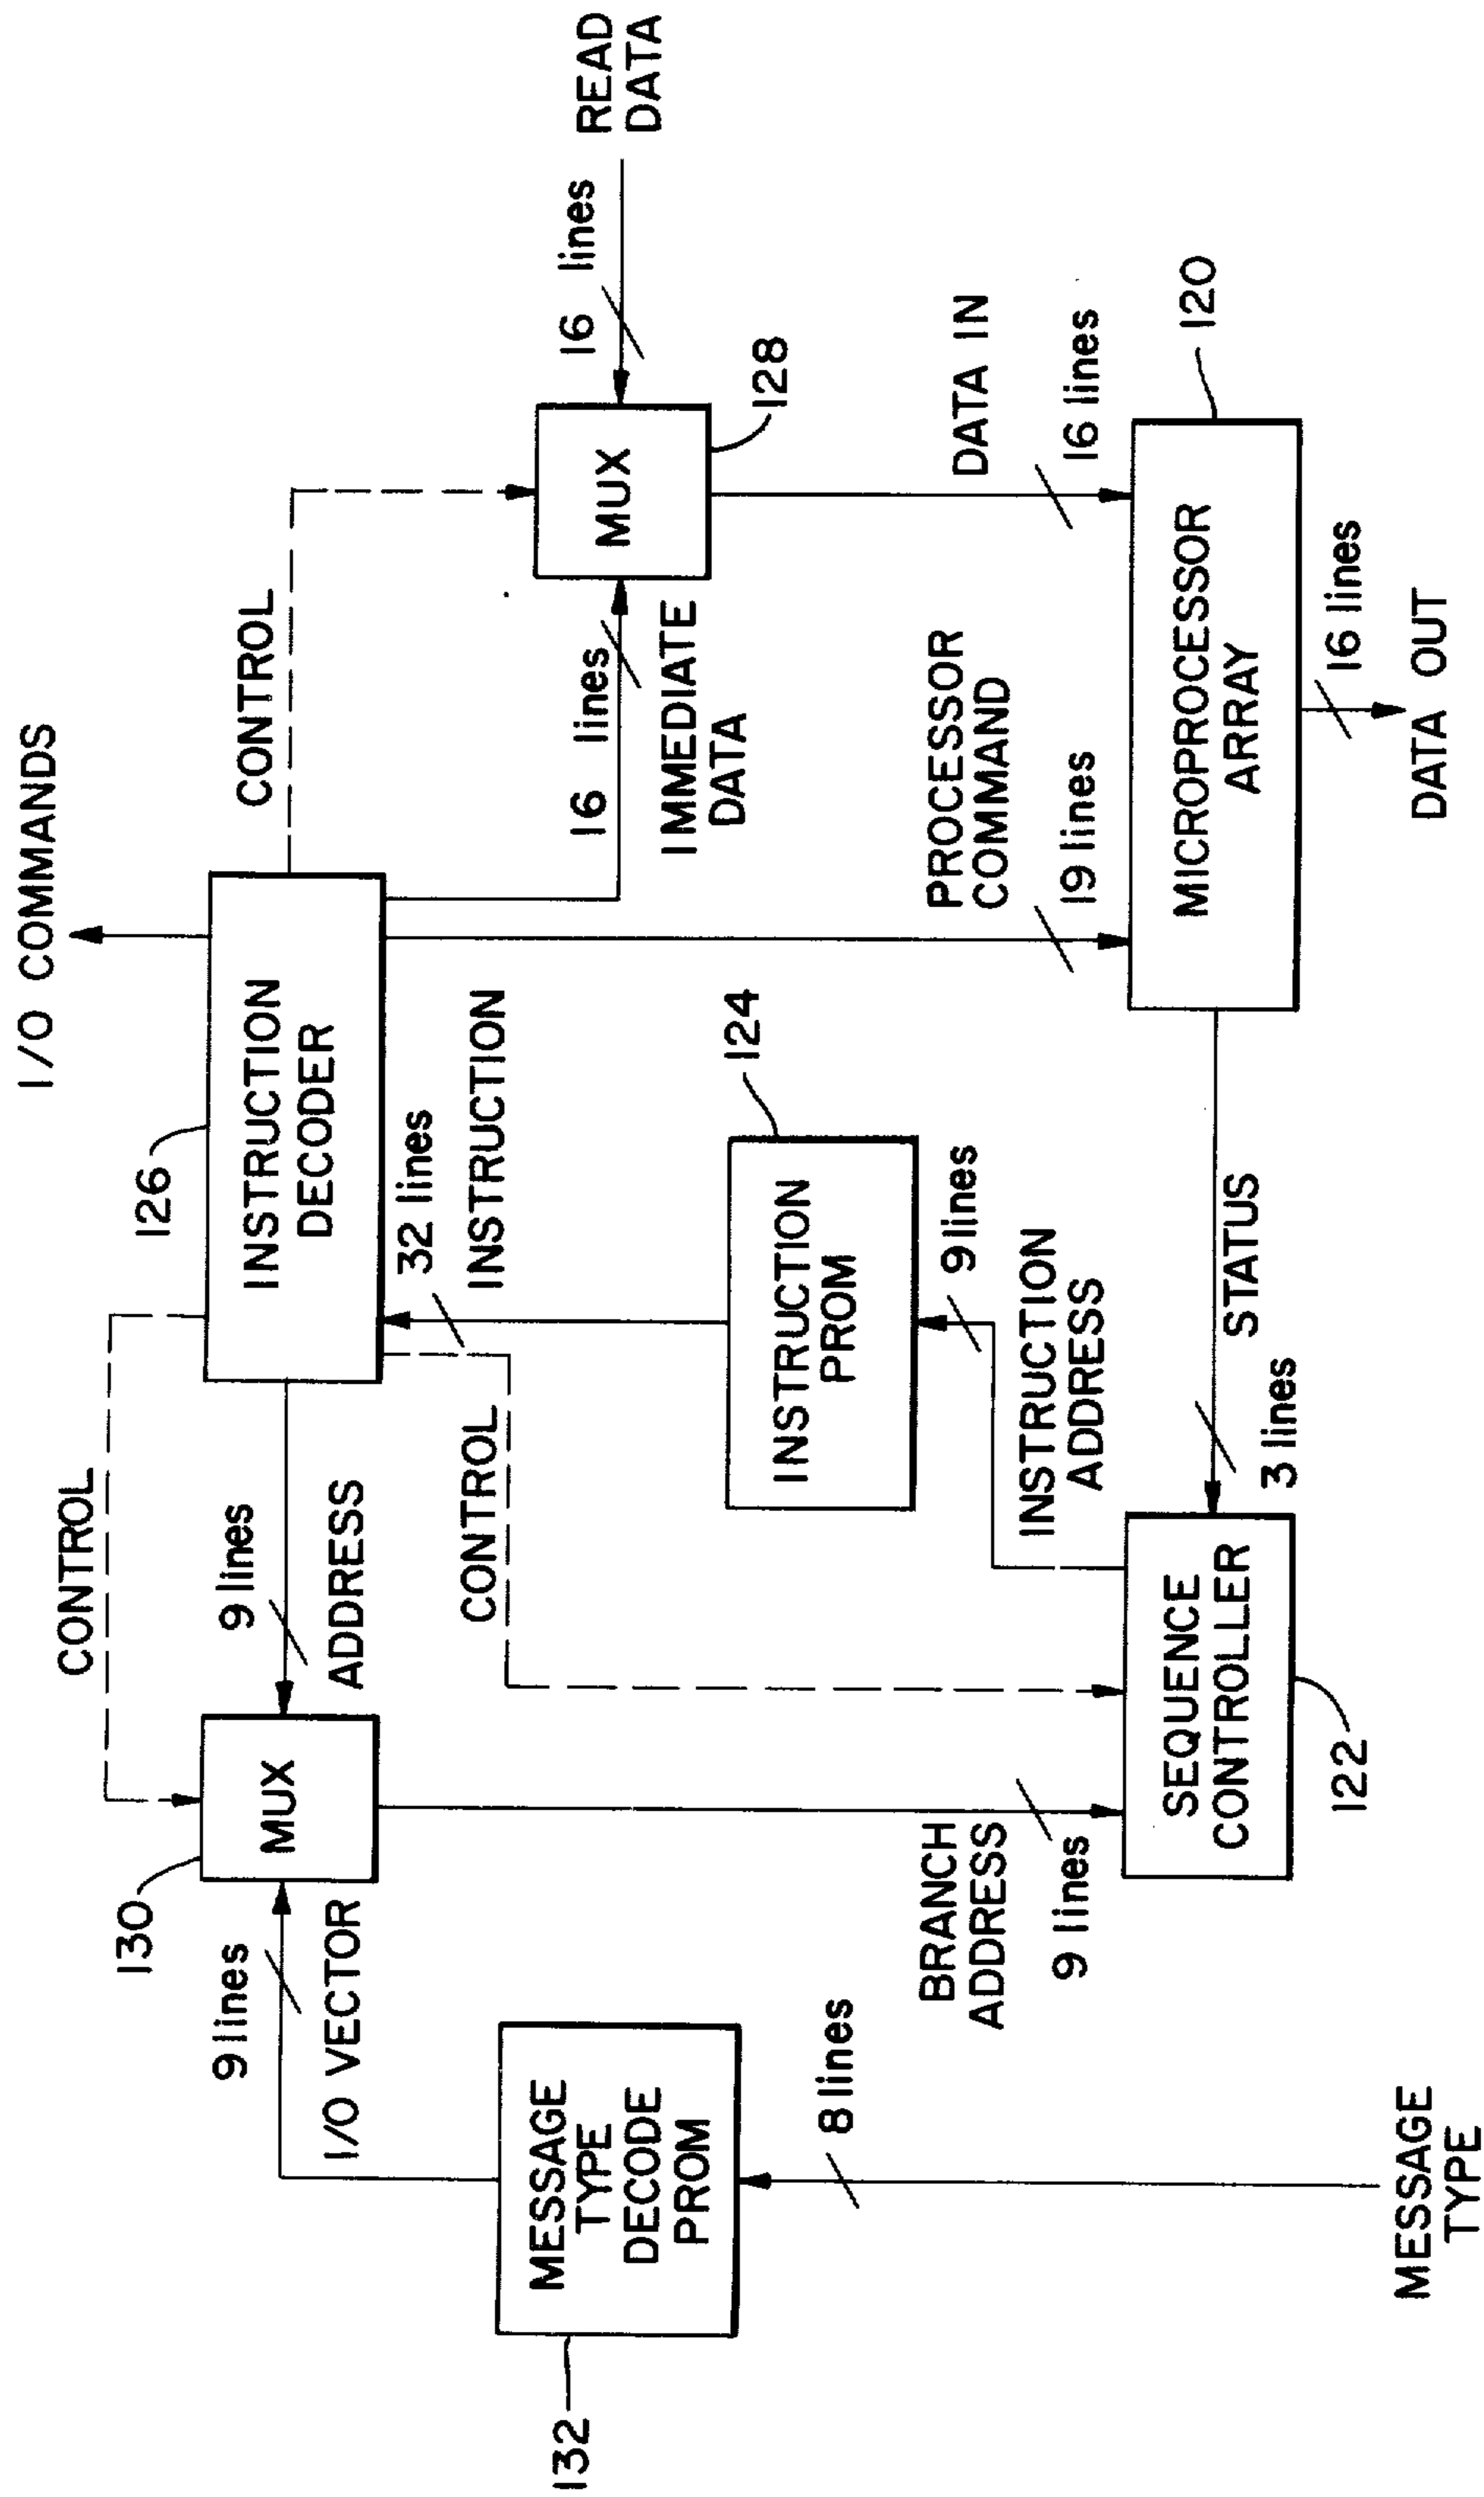 I/O COMMANDS
CONTROL
CONTROL
126
130
INSTRUCTION
DECODER
9 lines
I/O VECTOR
MUX
9 lines
ADDRESS
32 lines
INSTRUCTION
CONTROL
16 lines
IMMEDIATE
DATA
MUX
128
16 lines
READ
DATA
132
MESSAGE
TYPE
DECODE
PROM
8 lines
MESSAGE
TYPE
124
INSTRUCTION
PROM
9 lines
INSTRUCTION
ADDRESS
PROCESSOR
COMMAND
19 lines
DATA IN
16 lines
BRANCH
ADDRESS
9 lines
SEQUENCE
CONTROLLER
122
STATUS
3 lines
MICROPROCESSOR
ARRAY
120
16 lines
DATA OUT